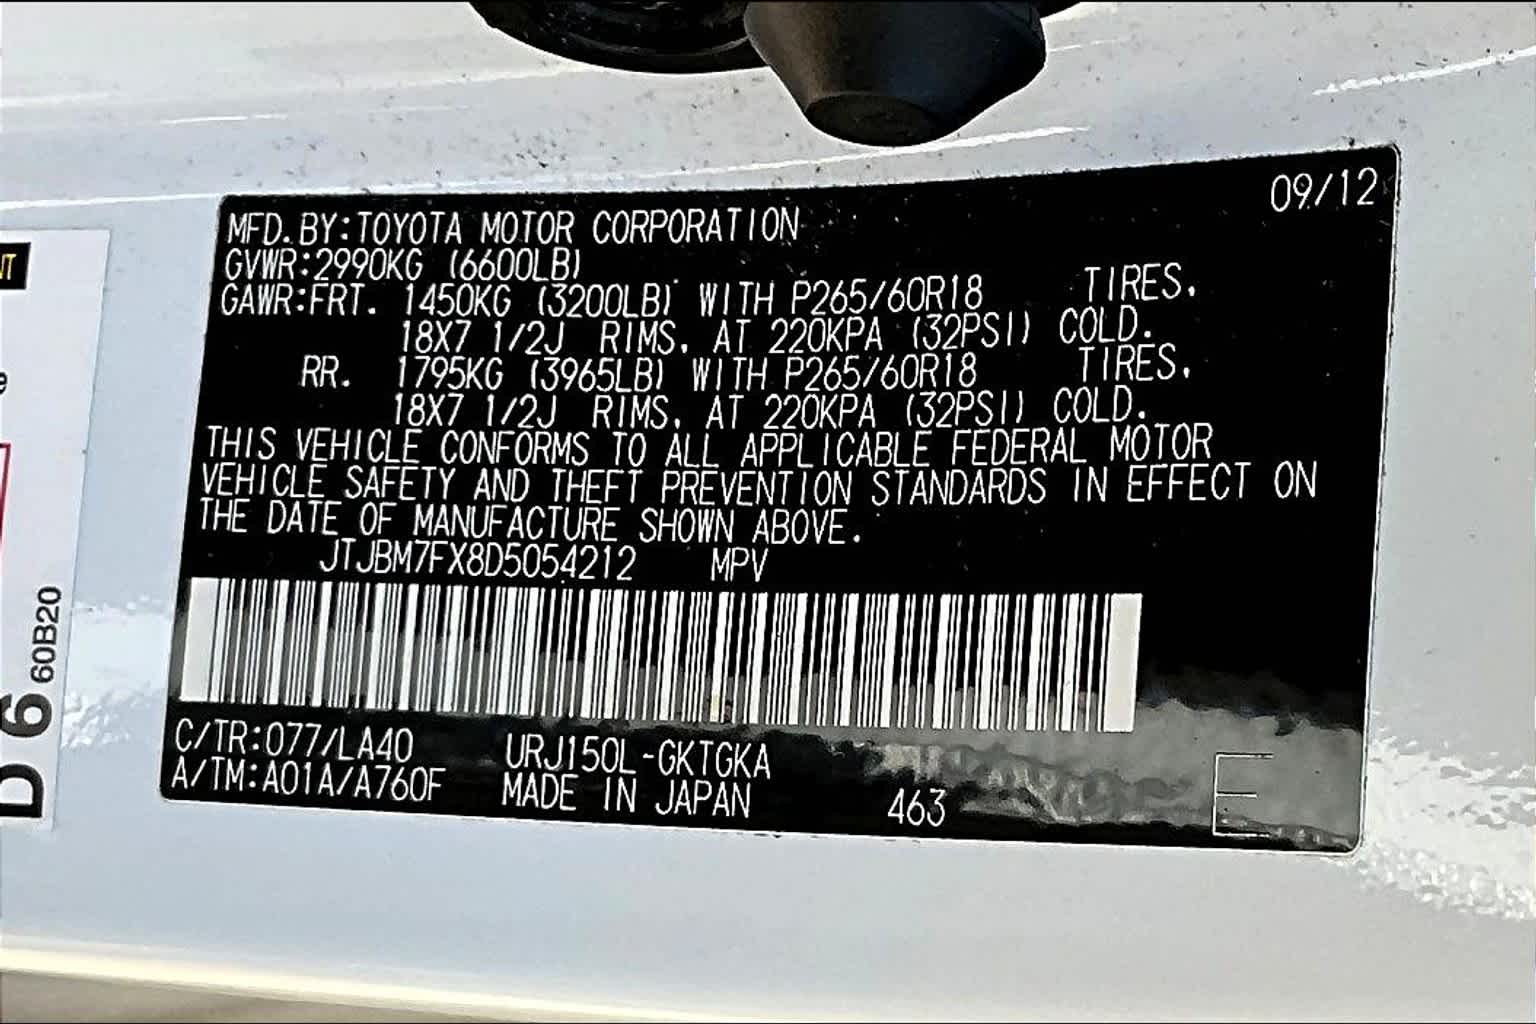 09/12
MFD. BY:TOYOTA MOTOR CORPORATION
GVWR:2990KG (6600LB)
GAWR:FRT. 1450KG (3200LB) WITH P265/60R18 TIRES.
18X7 1/2J RIMS. AT 220KPA (32PSI) COLD.
RR. 1795KG (3965LB) WITH P265/60R18 TIRES.
18X7 1/2J RIMS. AT 220KPA (32PSI) COLD.
THIS VEHICLE CONFORMS TO ALL APPLICABLE FEDERAL MOTOR
VEHICLE SAFETY AND THEFT PREVENTION STANDARDS IN EFFECT ON
THE DATE OF MANUFACTURE SHOWN ABOVE.
JTJBM7FX8D5054212 MPV
C/TR:077/LA40 URJ150L-GKTGKA
A/TM:A01A/A760F MADE IN JAPAN 463 E
60B20
D 6